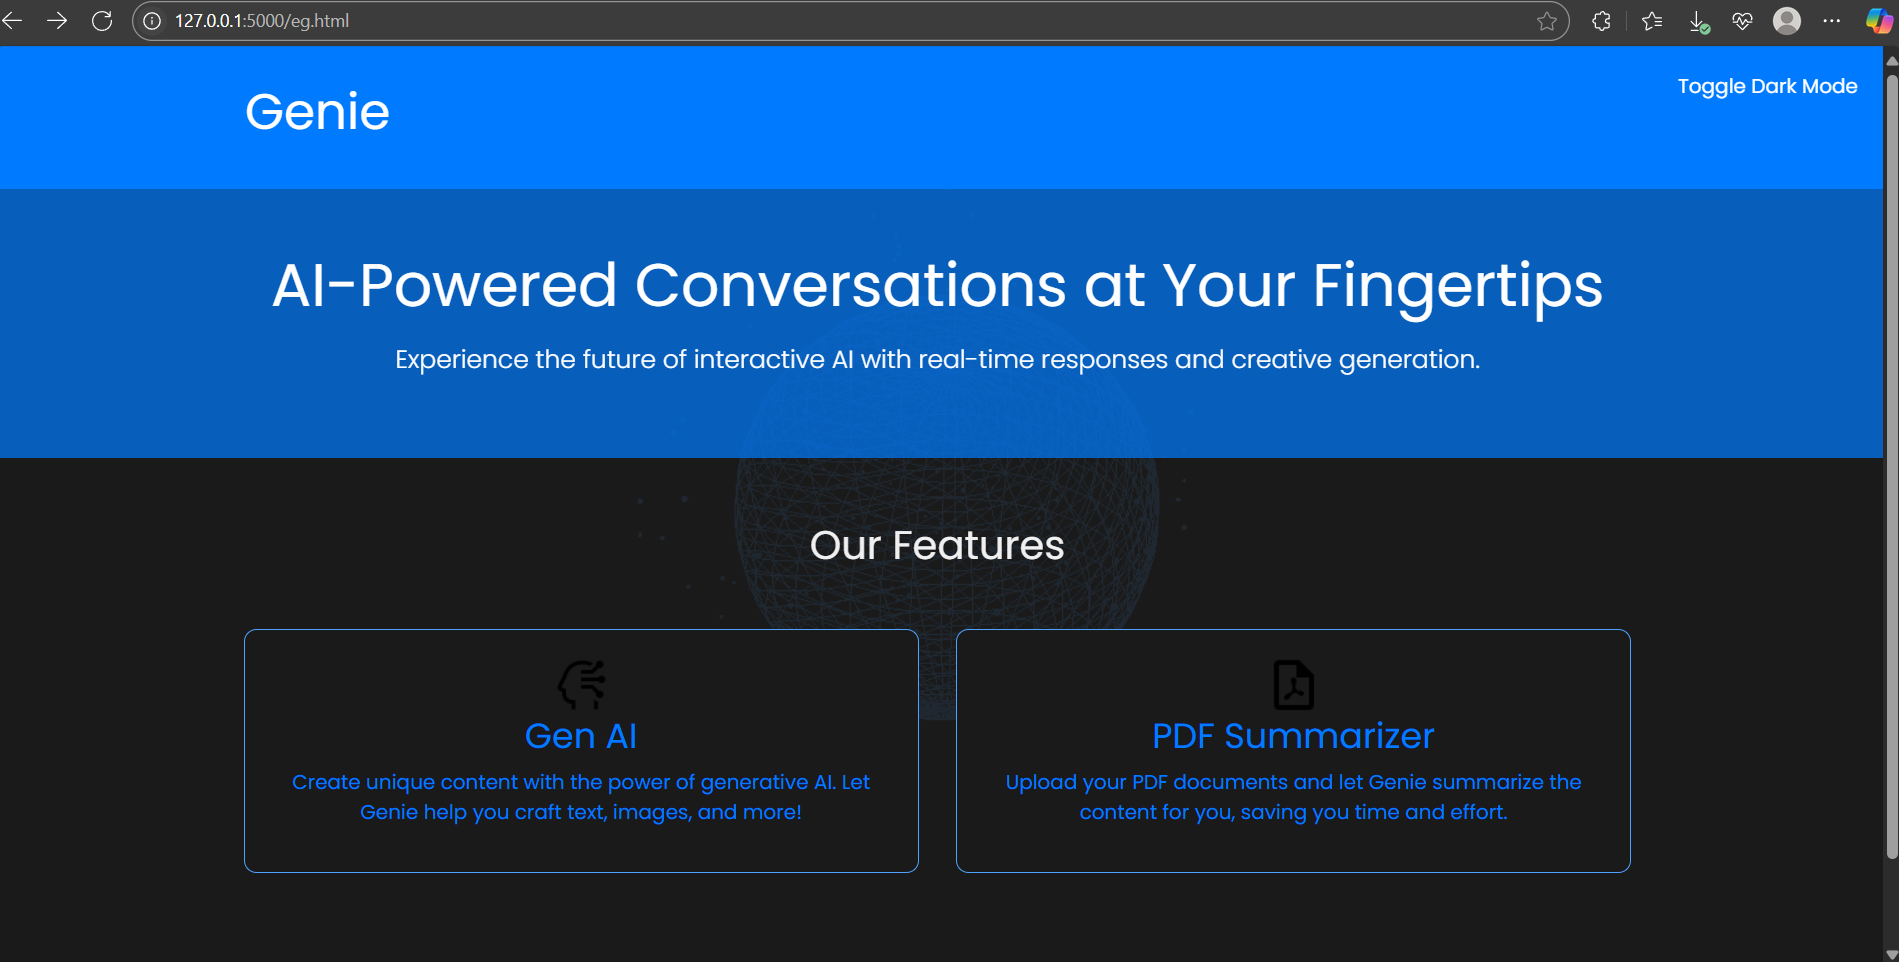 127.0.0.1:5000/eg.html
Genie
Toggle Dark Mode
AI-Powered Conversations at Your Fingertips
Experience the future of interactive AI with real-time responses and creative generation.
Our Features
Gen AI
Create unique content with the power of generative AI. Let
Genie help you craft text, images, and more!
PDF Summarizer
Upload your PDF documents and let Genie summarize the
content for you, saving you time and effort.